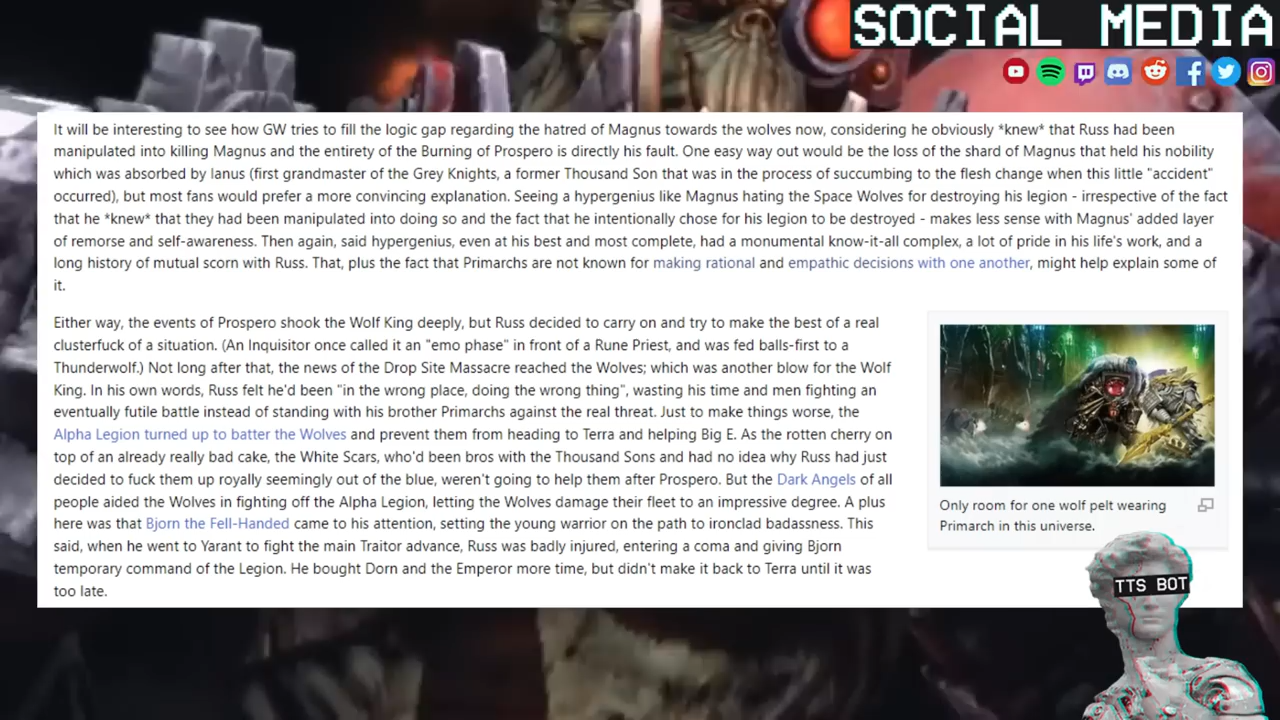 SOCIAL MEDIA
It will be interesting to see how GW tries to fill the logic gap regarding the hatred of Magnus towards the wolves now, considering he obviously *knew* that Russ had been
manipulated into killing Magnus and the entirety of the Burning of Prospero is directly his fault. One easy way out would be the loss of the shard of Magnus that held his nobility
which was absorbed by Ianus (first grandmaster of the Grey Knights, a former Thousand Son that was in the process of succumbing to the flesh change when this little "accident"
occurred), but most fans would prefer a more convincing explanation. Seeing a hypergenius like Magnus hating the Space Wolves for destroying his legion - irrespective of the fact
that he *knew* that they had been manipulated into doing so and the fact that he intentionally chose for his legion to be destroyed - makes less sense with Magnus' added layer
of remorse and self-awareness. Then again, said hypergenius, even at his best and most complete, had a monumental know-it-all complex, a lot of pride in his life's work, and a
long history of mutual scorn with Russ. That, plus the fact that Primarchs are not known for making rational and empathic decisions with one another, might help explain some of
it.
Either way, the events of Prospero shook the Wolf King deeply, but Russ decided to carry on and try to make the best of a real
clusterfuck of a situation. (An Inquisitor once called it an "emo phase" in front of a Rune Priest, and was fed balls-first to a
Thunderwolf.) Not long after that, the news of the Drop Site Massacre reached the Wolves; which was another blow for the Wolf
King. In his own words, Russ felt he'd been "in the wrong place, doing the wrong thing", wasting his time and men fighting an
eventually futile battle instead of standing with his brother Primarchs against the real threat. Just to make things worse, the
Alpha Legion turned up to batter the Wolves and prevent them from heading to Terra and helping Big E. As the rotten cherry on
top of an already really bad cake, the White Scars, who'd been bros with the Thousand Sons and had no idea why Russ had just
decided to fuck them up royally seemingly out of the blue, weren't going to help them after Prospero. But the Dark Angels of all
people aided the Wolves in fighting off the Alpha Legion, letting the Wolves damage their fleet to an impressive degree. A plus
here was that Bjorn the Fell-Handed came to his attention, setting the young warrior on the path to ironclad badassness. This
said, when he went to Yarant to fight the main Traitor advance, Russ was badly injured, entering a coma and giving Bjorn
temporary command of the Legion. He bought Dorn and the Emperor more time, but didn't make it back to Terra until it was
too late.
Only room for one wolf pelt wearing
Primarch in this universe.
TTS BOT